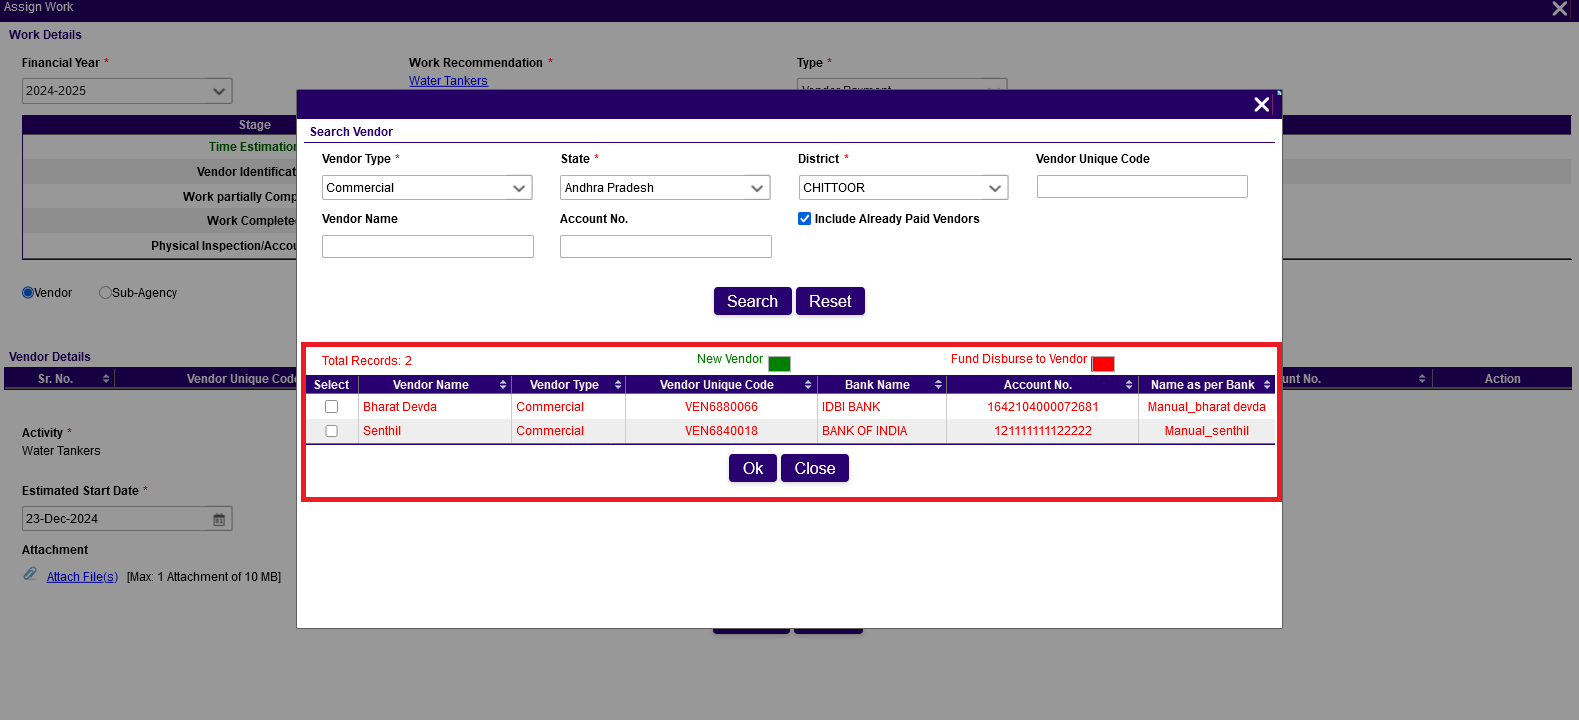 Assign Work
Work Details
Financial Year *
Work Recommendation *
Type *
2024-2025
Water Tankers
Vendor Payment
Stage
Time Estimation
Vendor Identificat
Work partially Comp
Work Complete
Physical Inspection/Accou
Vendor
Sub-Agency
Vendor Details
Sr. No.
Vendor Unique Code
unt No.
Action
Activity *
Water Tankers
Estimated Start Date *
23-Dec-2024
Attachment
Attach File(s) [Max: 1 Attachment of 10 MB]
Search Vendor
Vendor Type * State * District * Vendor Unique Code
Commercial Andhra Pradesh CHITTOOR
Vendor Name Account No. Include Already Paid Vendors
Search Reset
Total Records: 2 New Vendor Fund Disburse to Vendor
Select Vendor Name Vendor Type Vendor Unique Code Bank Name Account No. Name as per Bank
Bharat Devda Commercial VEN6880066 IDBI BANK 1642104000072681 Manual_bharat devda
Senthil Commercial VEN6840018 BANK OF INDIA 121111111122222 Manual_senthil
Ok Close